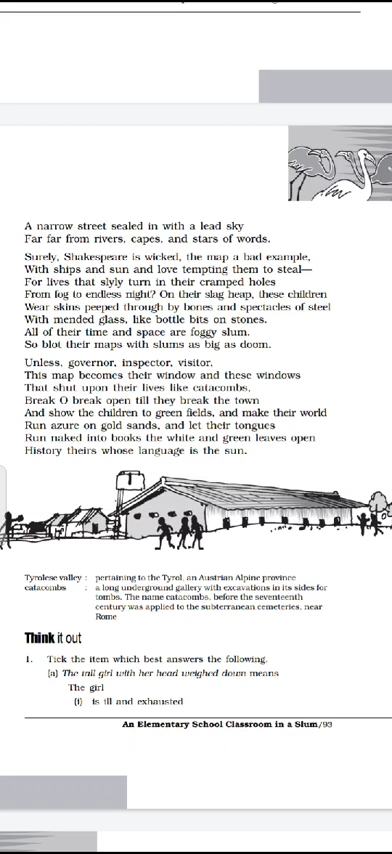 A narrow street sealed in with a lead sky
Far far from rivers, capes, and stars of words.
Surely, Shakespeare is wicked, the map a bad example,
With ships and sun and love tempting them to steal—
For lives that slyly turn in their cramped holes
From fog to endless night? On their slag heap, these children
Wear skins peeped through by bones and spectacles of steel
With mended glass, like bottle bits on stones.
All of their time and space are foggy slum.
So blot their maps with slums as big as doom.
Unless, governor, inspector, visitor,
This map becomes their window and these windows
That shut upon their lives like catacombs,
Break O break open till they break the town
And show the children to green fields, and make their world
Run azure on gold sands, and let their tongues
Run naked into books the white and green leaves open
History theirs whose language is the sun.
Tyrolese valley : pertaining to the Tyrol, an Austrian Alpine province
catacombs : a long underground gallery with excavations in its sides for
tombs. The name catacombs, before the seventeenth
century was applied to the subterranean cemeteries, near
Rome
Think it out
1. Tick the item which best answers the following.
(a) The tall girl with her head weighed down means
The girl
(i) is ill and exhausted
An Elementary School Classroom in a Slum/93